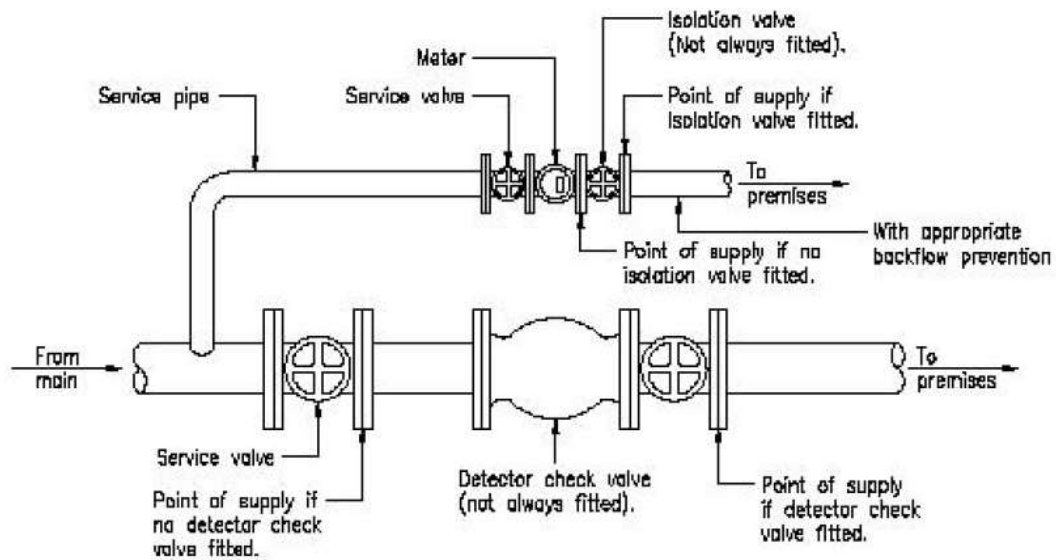 Isolation valve
(Not always fitted).
Meter
Service pipe
Service valve
Point of supply if
isolation valve fitted.
To
premises
With appropriate
backflow prevention
Point of supply if no
isolation valve fitted.
From
main
To
premises
Service valve
Point of supply if
no detector check
valve fitted.
Detector check valve
(not always fitted).
Point of supply
if detector check
valve fitted.